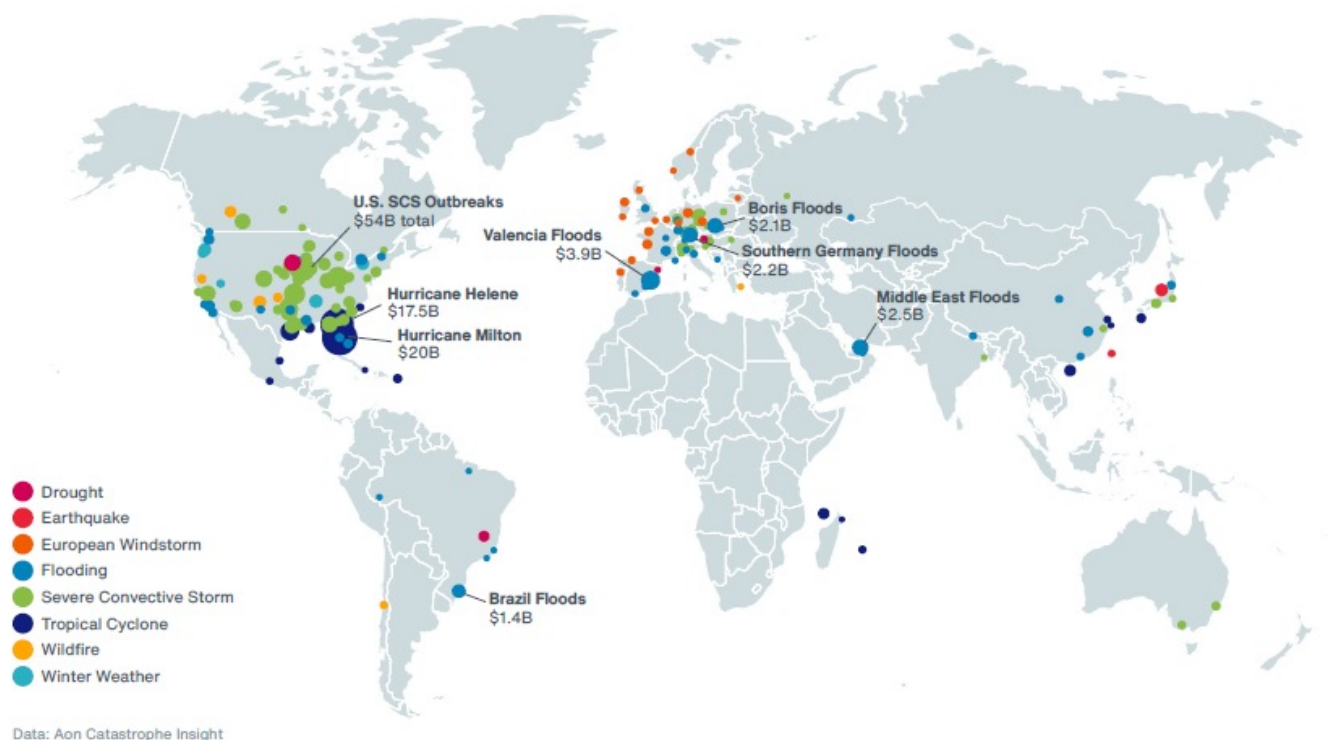 U.S. SCS Outbreaks
$54B total
Boris Floods
$2.1B
Valencia Floods
$3.9B
Southern Germany Floods
$2.2B
Hurricane Helene
$17.5B
Middle East Floods
$2.5B
Hurricane Milton
$20B
Drought
Earthquake
European Windstorm
Flooding
Severe Convective Storm
Tropical Cyclone
Wildfire
Winter Weather
Brazil Floods
$1.4B
Data: Aon Catastrophe Insight